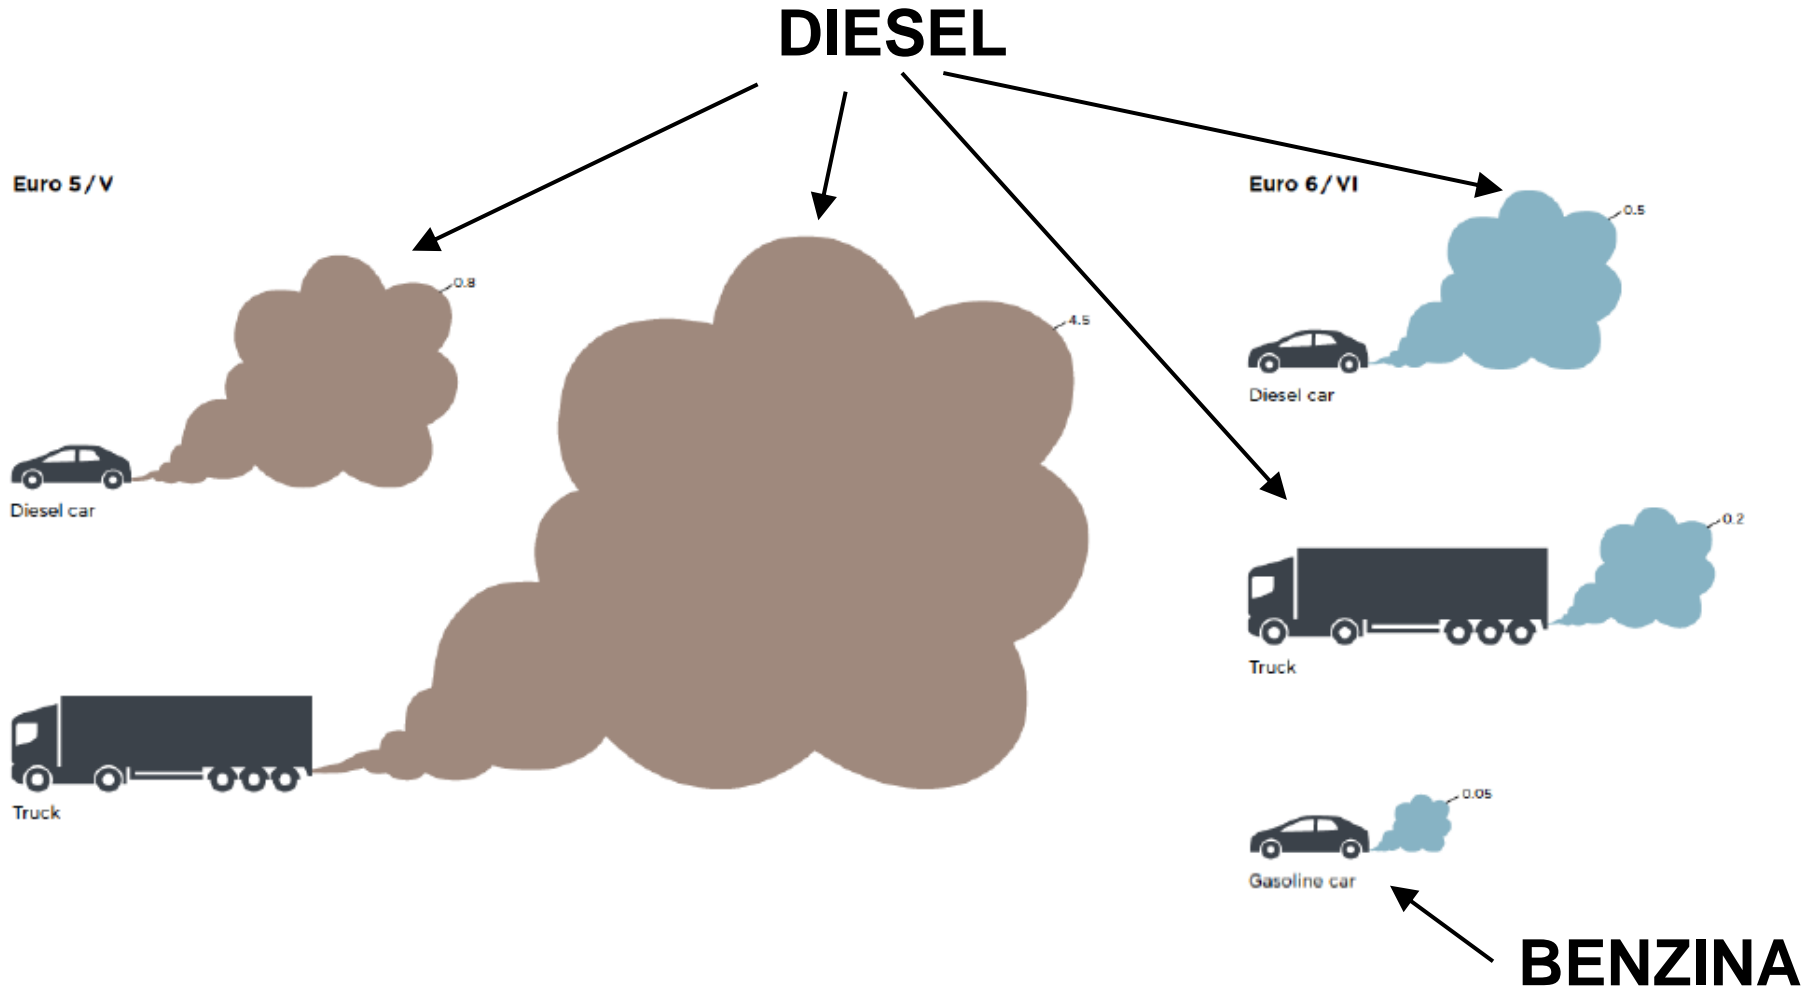 DIESEL
Euro 5/V
0.8
4.5
Diesel car
Truck
Euro 6/VI
0.5
Diesel car
0.2
Truck
0.05
Gasoline car
BENZINA